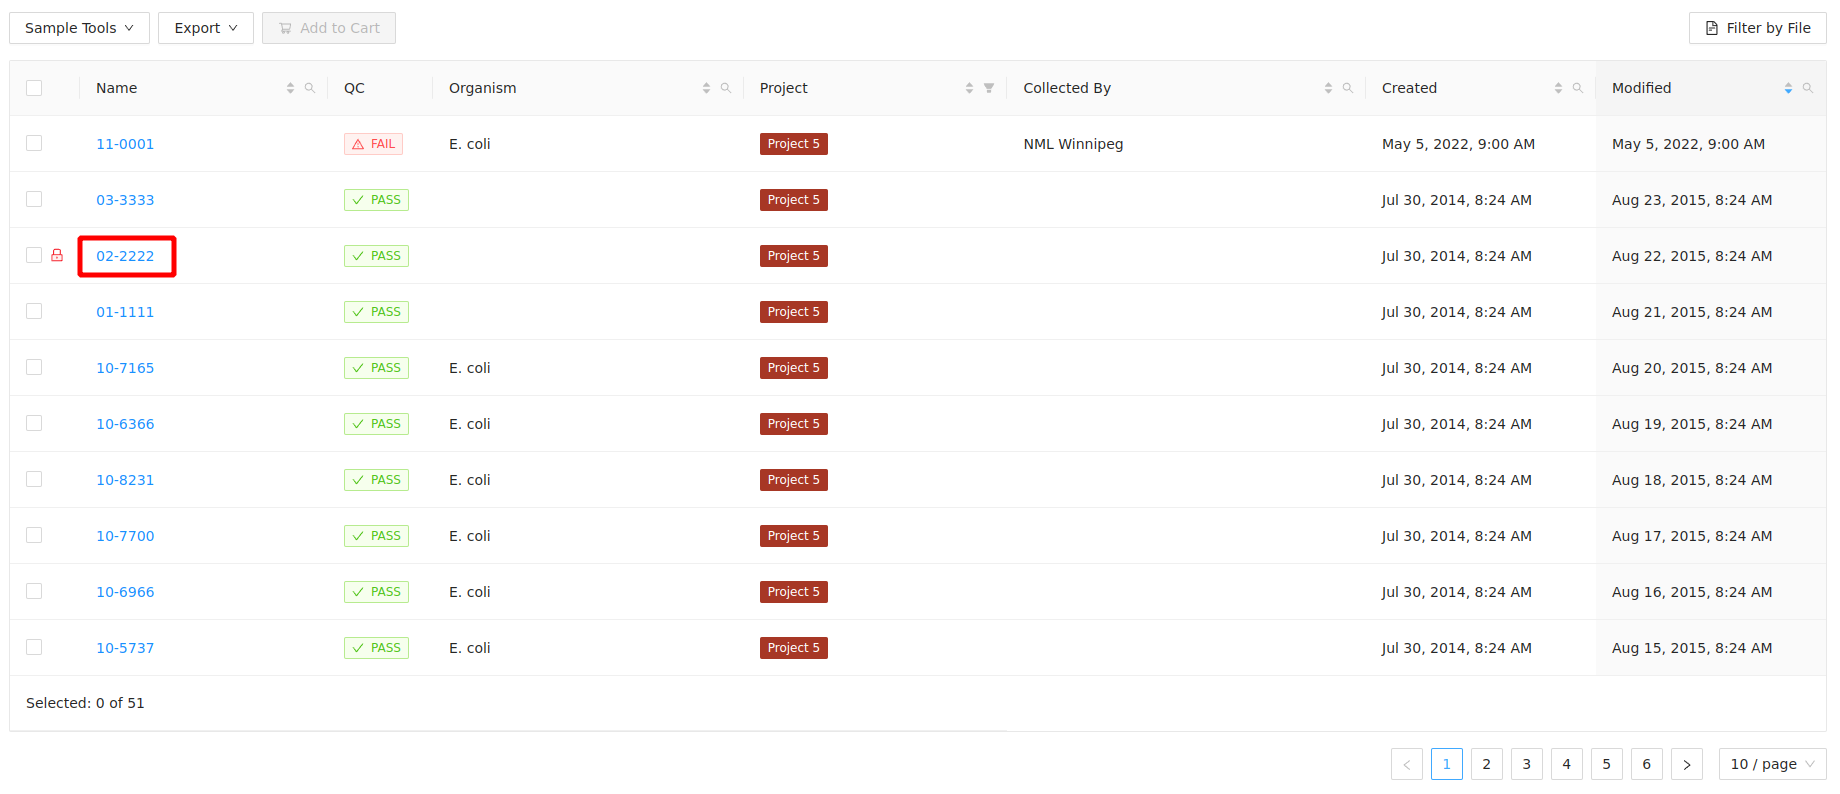 Sample Tools Export Add to Cart Filter by File
Name QC Organism Project Collected By Created Modified
11-0001 FAIL E. coli Project 5 NML Winnipeg May 5, 2022, 9:00 AM May 5, 2022, 9:00 AM
03-3333 PASS Project 5 Jul 30, 2014, 8:24 AM Aug 23, 2015, 8:24 AM
02-2222 PASS Project 5 Jul 30, 2014, 8:24 AM Aug 22, 2015, 8:24 AM
01-1111 PASS Project 5 Jul 30, 2014, 8:24 AM Aug 21, 2015, 8:24 AM
10-7165 PASS E. coli Project 5 Jul 30, 2014, 8:24 AM Aug 20, 2015, 8:24 AM
10-6366 PASS E. coli Project 5 Jul 30, 2014, 8:24 AM Aug 19, 2015, 8:24 AM
10-8231 PASS E. coli Project 5 Jul 30, 2014, 8:24 AM Aug 18, 2015, 8:24 AM
10-7700 PASS E. coli Project 5 Jul 30, 2014, 8:24 AM Aug 17, 2015, 8:24 AM
10-6966 PASS E. coli Project 5 Jul 30, 2014, 8:24 AM Aug 16, 2015, 8:24 AM
10-5737 PASS E. coli Project 5 Jul 30, 2014, 8:24 AM Aug 15, 2015, 8:24 AM
Selected: 0 of 51
1 2 3 4 5 6 10 / page